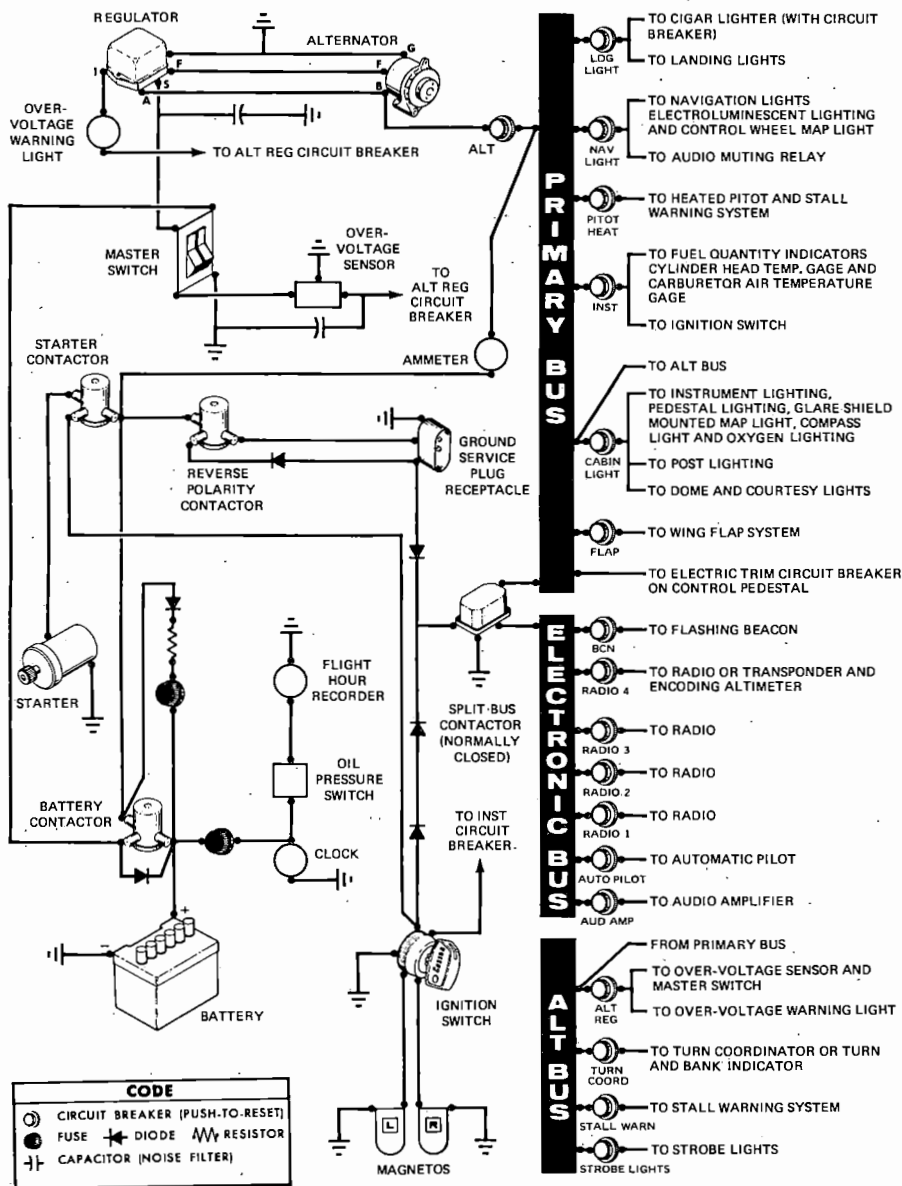 REGULATOR
ALTERNATOR
G
I
F
F
S
A
B
OVER-
VOLTAGE
WARNING
LIGHT
TO ALT REG CIRCUIT BREAKER
ALT
MASTER
SWITCH
OVER-
VOLTAGE
SENSOR
TO
ALT REG
CIRCUIT
BREAKER
STARTER
CONTACTOR
AMMETER
REVERSE
POLARITY
CONTACTOR
GROUND
SERVICE
PLUG
RECEPTACLE
STARTER
FLIGHT
HOUR
RECORDER
SPLIT-BUS
CONTACTOR
(NORMALLY
CLOSED)
OIL
PRESSURE
SWITCH
BATTERY
CONTACTOR
CLOCK
TO INST
CIRCUIT
BREAKER
+
-
BATTERY
IGNITION
SWITCH
L
R
MAGNETOS
PRIMARY BUS
LDG
LIGHT
TO CIGAR LIGHTER (WITH CIRCUIT
BREAKER)
TO LANDING LIGHTS
NAV
LIGHT
TO NAVIGATION LIGHTS
ELECTROLUMINESCENT LIGHTING
AND CONTROL WHEEL MAP LIGHT
TO AUDIO MUTING RELAY
PITOT
HEAT
TO HEATED PITOT AND STALL
WARNING SYSTEM
INST
TO FUEL QUANTITY INDICATORS
CYLINDER HEAD TEMP. GAGE AND
CARBURETOR AIR TEMPERATURE
GAGE
TO IGNITION SWITCH
TO ALT BUS
CABIN
LIGHT
TO INSTRUMENT LIGHTING,
PEDESTAL LIGHTING, GLARE SHIELD
MOUNTED MAP LIGHT, COMPASS
LIGHT AND OXYGEN LIGHTING
TO POST LIGHTING
TO DOME AND COURTESY LIGHTS
FLAP
TO WING FLAP SYSTEM
TO ELECTRIC TRIM CIRCUIT BREAKER
ON CONTROL PEDESTAL
ELECTRONIC BUS
BCN
TO FLASHING BEACON
RADIO 4
TO RADIO OR TRANSPONDER AND
ENCODING ALTIMETER
RADIO 3
TO RADIO
RADIO 2
TO RADIO
RADIO 1
TO RADIO
AUTO PILOT
TO AUTOMATIC PILOT
AUD AMP
TO AUDIO AMPLIFIER
ALT BUS
FROM PRIMARY BUS
ALT
REG
TO OVER-VOLTAGE SENSOR AND
MASTER SWITCH
TO OVER-VOLTAGE WARNING LIGHT
TURN
COORD
TO TURN COORDINATOR OR TURN
AND BANK INDICATOR
STALL WARN
TO STALL WARNING SYSTEM
STROBE LIGHTS
TO STROBE LIGHTS
CODE
CIRCUIT BREAKER (PUSH-TO-RESET)
FUSE DIODE RESISTOR
CAPACITOR (NOISE FILTER)